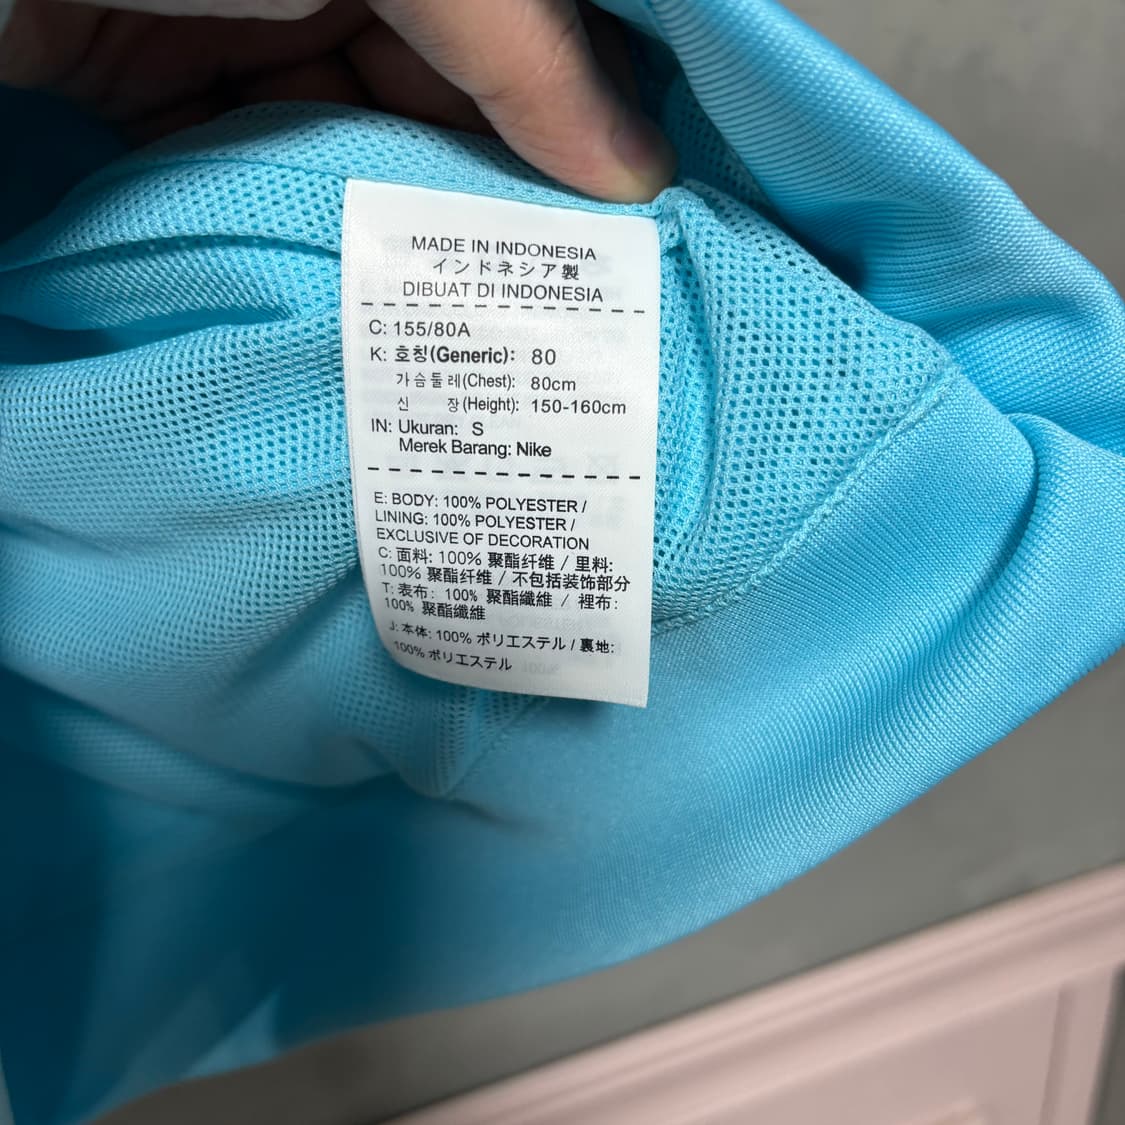 MADE IN INDONESIA
インドネシア製
DIBUAT DI INDONESIA
C: 155/80A
K: 호칭(Generic): 80
가슴둘레(Chest): 80cm
신 장(Height): 150-160cm
IN: Ukuran: S
Merek Barang: Nike
E: BODY: 100% POLYESTER /
LINING: 100% POLYESTER /
EXCLUSIVE OF DECORATION
C: 面料: 100% 聚酯纤维 / 里料:
100% 聚酯纤维 / 不包括装饰部分
T: 表布: 100% 聚酯纖維 / 裡布:
100% 聚酯纖維
J: 本体: 100% ポリエステル / 裏地:
100% ポリエステル